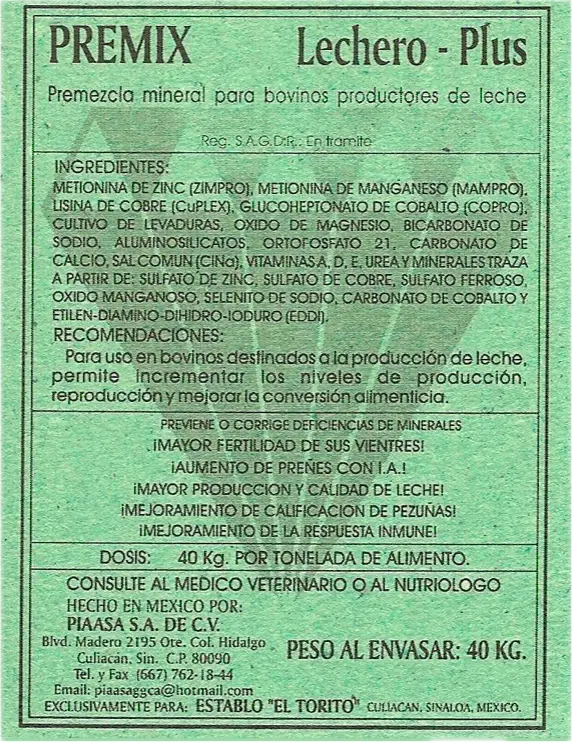 PREMIX Lechero - Plus
Premezcla mineral para bovinos productores de leche
Reg. S.A.G.D.R.: En tramite
INGREDIENTES:
METIONINA DE ZINC (ZIMPRO), METIONINA DE MANGANESO (MAMPRO),
LISINA DE COBRE (CuPLEX), GLUCOHEPTONATO DE COBALTO (COPRO),
CULTIVO DE LEVADURAS, OXIDO DE MAGNESIO, BICARBONATO DE
SODIO, ALUMINOSILICATOS, ORTOFOSFATO 21, CARBONATO DE
CALCIO, SAL COMUN (ClNa), VITAMINAS A, D, E, UREA Y MINERALES TRAZA
A PARTIR DE: SULFATO DE ZINC, SULFATO DE COBRE, SULFATO FERROSO,
OXIDO MANGANOSO, SELENITO DE SODIO, CARBONATO DE COBALTO Y
ETILEN-DIAMINO-DIHIDRO-IODURO (EDDI).
RECOMENDACIONES:
Para uso en bovinos destinados a la producción de leche,
permite incrementar los niveles de producción,
reproducción y mejorar la conversión alimenticia.
PREVIENE O CORRIGE DEFICIENCIAS DE MINERALES
¡MAYOR FERTILIDAD DE SUS VIENTRES!
¡AUMENTO DE PREÑES CON I.A.!
¡MAYOR PRODUCCION Y CALIDAD DE LECHE!
¡MEJORAMIENTO DE CALIFICACION DE PEZUÑAS!
¡MEJORAMIENTO DE LA RESPUESTA INMUNE!
DOSIS: 40 Kg. POR TONELADA DE ALIMENTO.
CONSULTE AL MEDICO VETERINARIO O AL NUTRIOLOGO
HECHO EN MEXICO POR:
PIAASA S.A. DE C.V.
Blvd. Madero 2195 Ote. Col. Hidalgo
Culiacán, Sin. C.P. 80090
Tel. y Fax (667) 762-18-44
Email: piaasaggca@hotmail.com
PESO AL ENVASAR: 40 KG.
EXCLUSIVAMENTE PARA: ESTABLO "EL TORITO" CULIACAN, SINALOA, MEXICO.